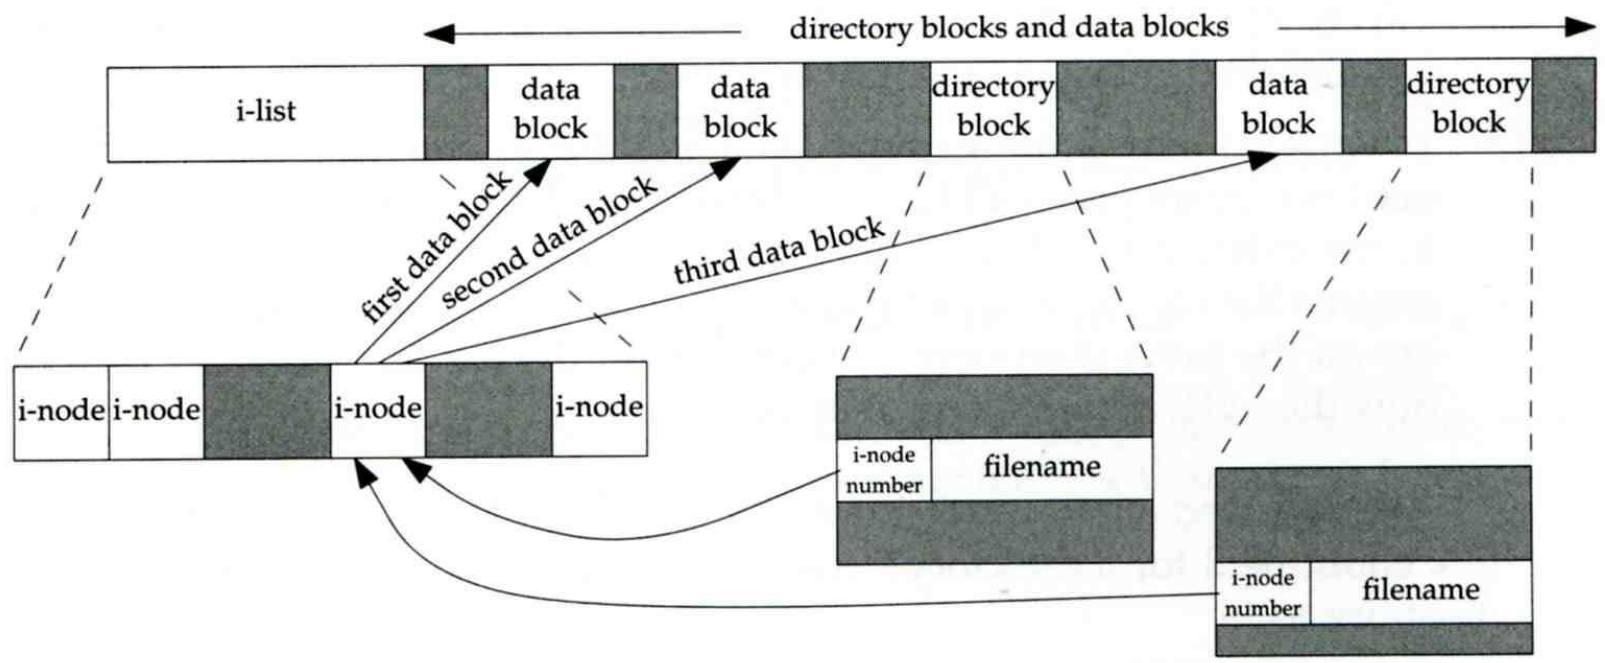 directory blocks and data blocks
i-list
data
block
data
block
directory
block
data
block
directory
block
first data block
second data block
third data block
i-node
i-node
i-node
i-node
i-node
number
filename
i-node
number
filename